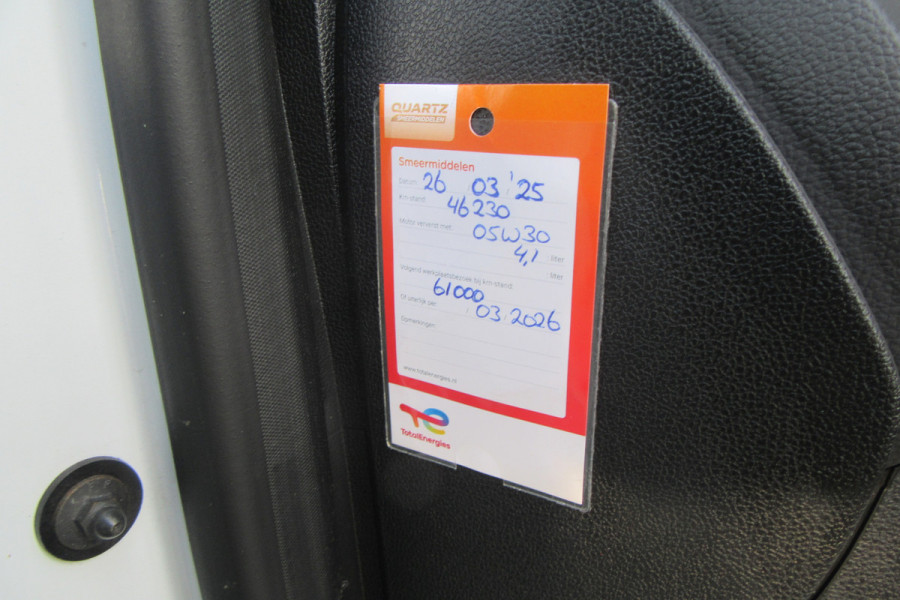 QUARTZ
SMEERMIDDELEN
Smeermiddelen
Datum: 26 03 '25
Km-stand: 46230
Motor ververst met: 05W30
4,1 liter
liter
Volgend werkplaatsbezoek bij km-stand:
61000
Of uiterlijk per: 03 2026
Opmerkingen:
www.totalenergies.nl
TotalEnergies